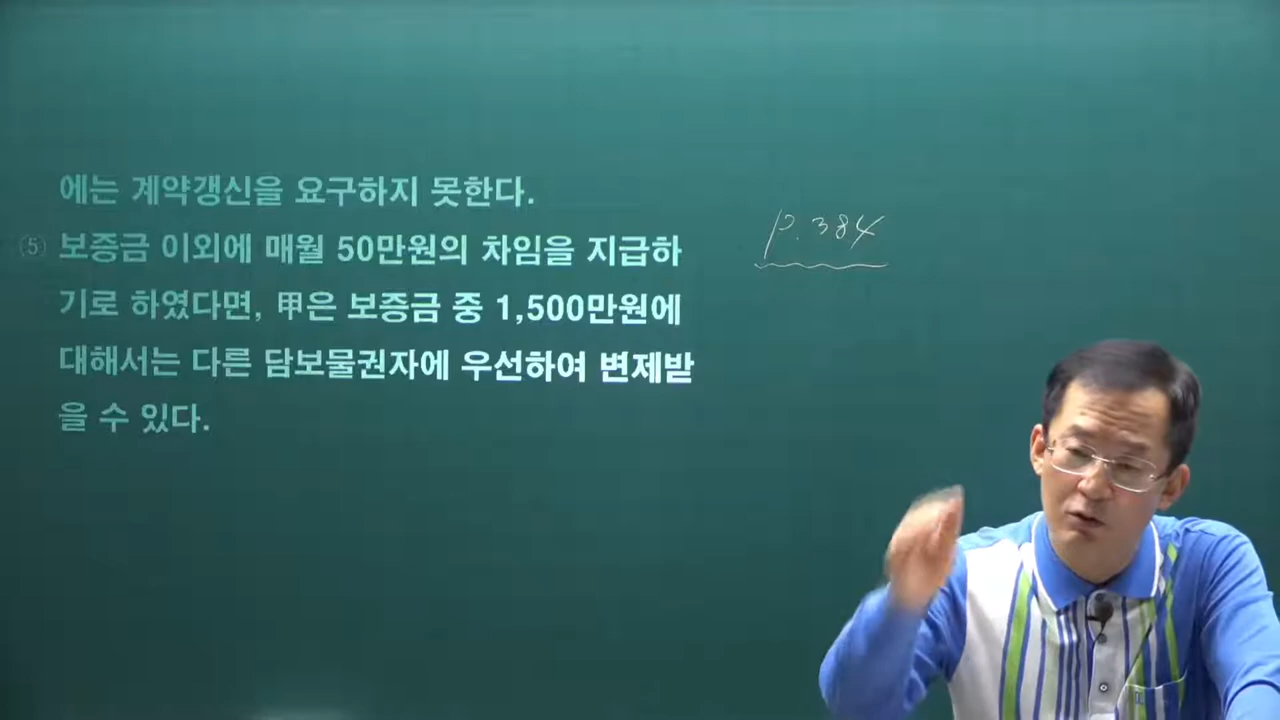 에는 계약갱신을 요구하지 못한다.
p.384
⑤ 보증금 이외에 매월 50만원의 차임을 지급하
기로 하였다면, 甲은 보증금 중 1,500만원에
대해서는 다른 담보물권자에 우선하여 변제받
을 수 있다.